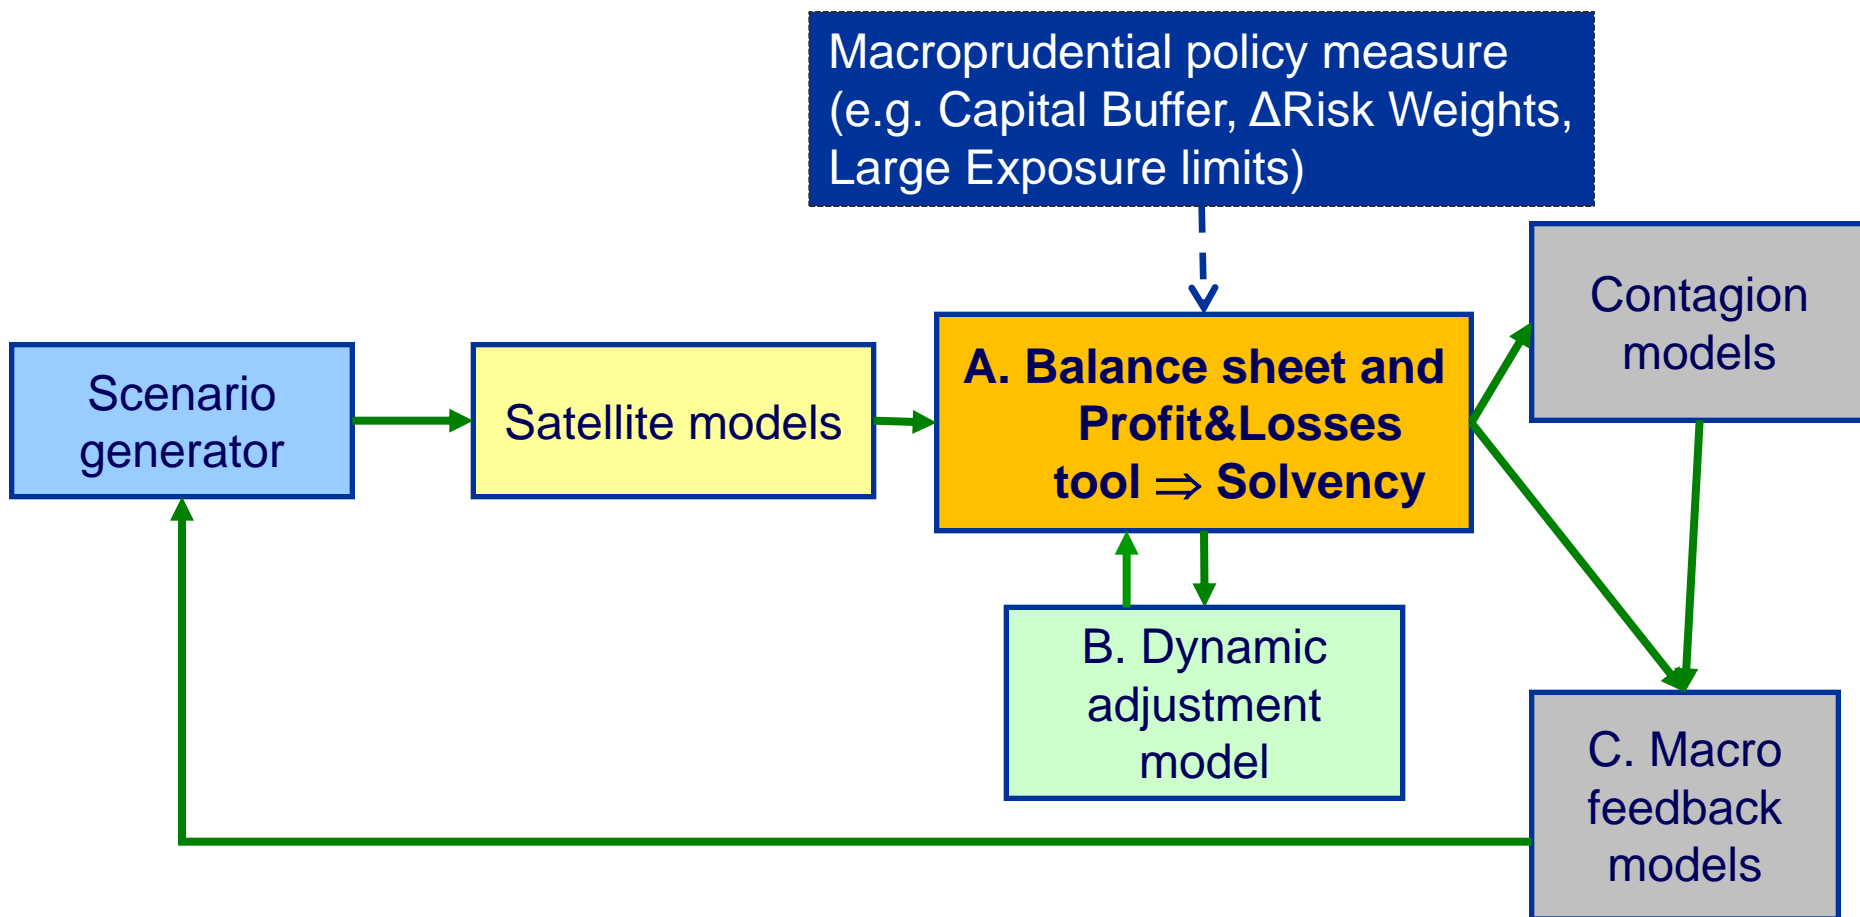 Macroprudential policy measure
(e.g. Capital Buffer, ΔRisk Weights,
Large Exposure limits)
Contagion
models
Scenario
generator
Satellite models
A. Balance sheet and
Profit&Losses
tool ⇒ Solvency
B. Dynamic
adjustment
model
C. Macro
feedback
models